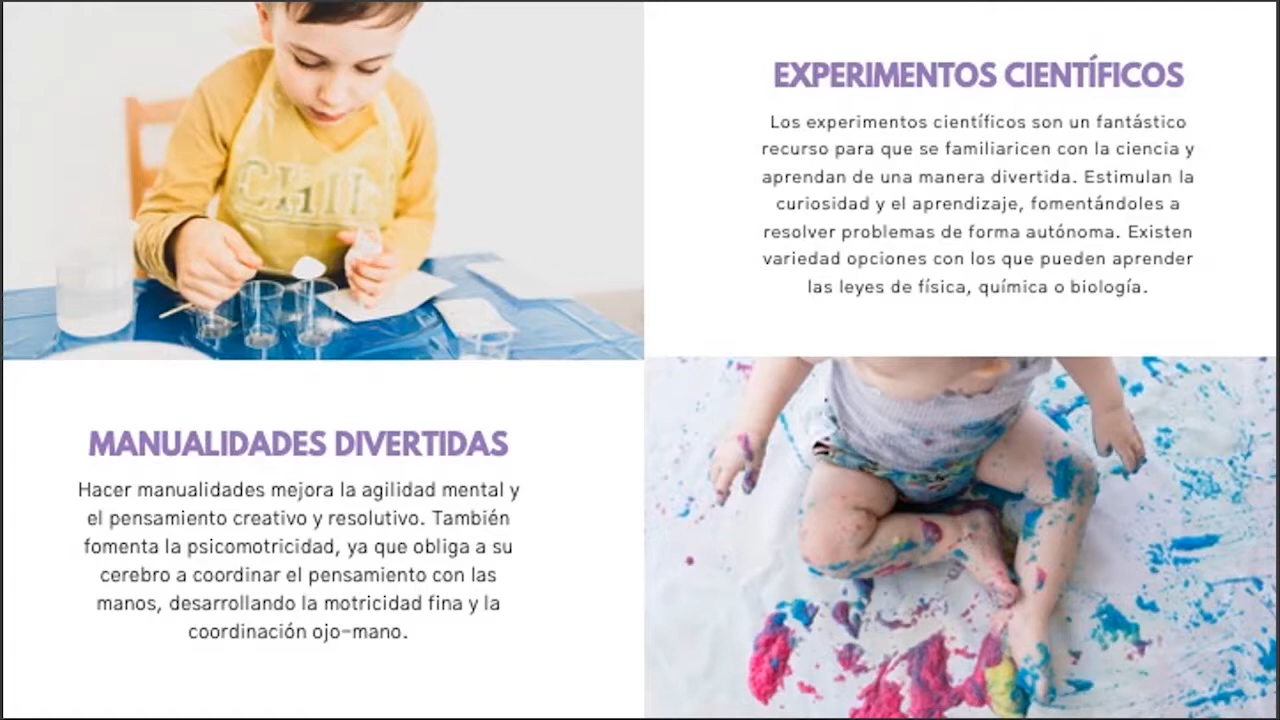 CHIL
EXPERIMENTOS CIENTÍFICOS
Los experimentos científicos son un fantástico
recurso para que se familiaricen con la ciencia y
aprendan de una manera divertida. Estimulan la
curiosidad y el aprendizaje, fomentándoles a
resolver problemas de forma autónoma. Existen
variedad opciones con los que pueden aprender
las leyes de física, química o biología.
MANUALIDADES DIVERTIDAS
Hacer manualidades mejora la agilidad mental y
el pensamiento creativo y resolutivo. También
fomenta la psicomotricidad, ya que obliga a su
cerebro a coordinar el pensamiento con las
manos, desarrollando la motricidad fina y la
coordinación ojo-mano.